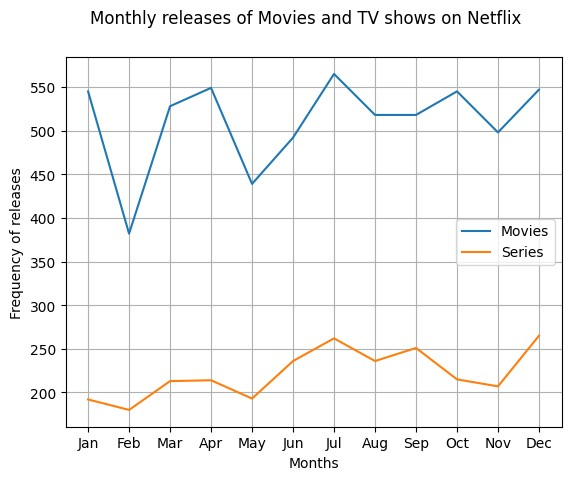 Monthly releases of Movies and TV shows on Netflix
Frequency of releases
550
500
450
400
350
300
250
200
Movies
Series
Jan Feb Mar Apr May Jun Jul Aug Sep Oct Nov Dec
Months